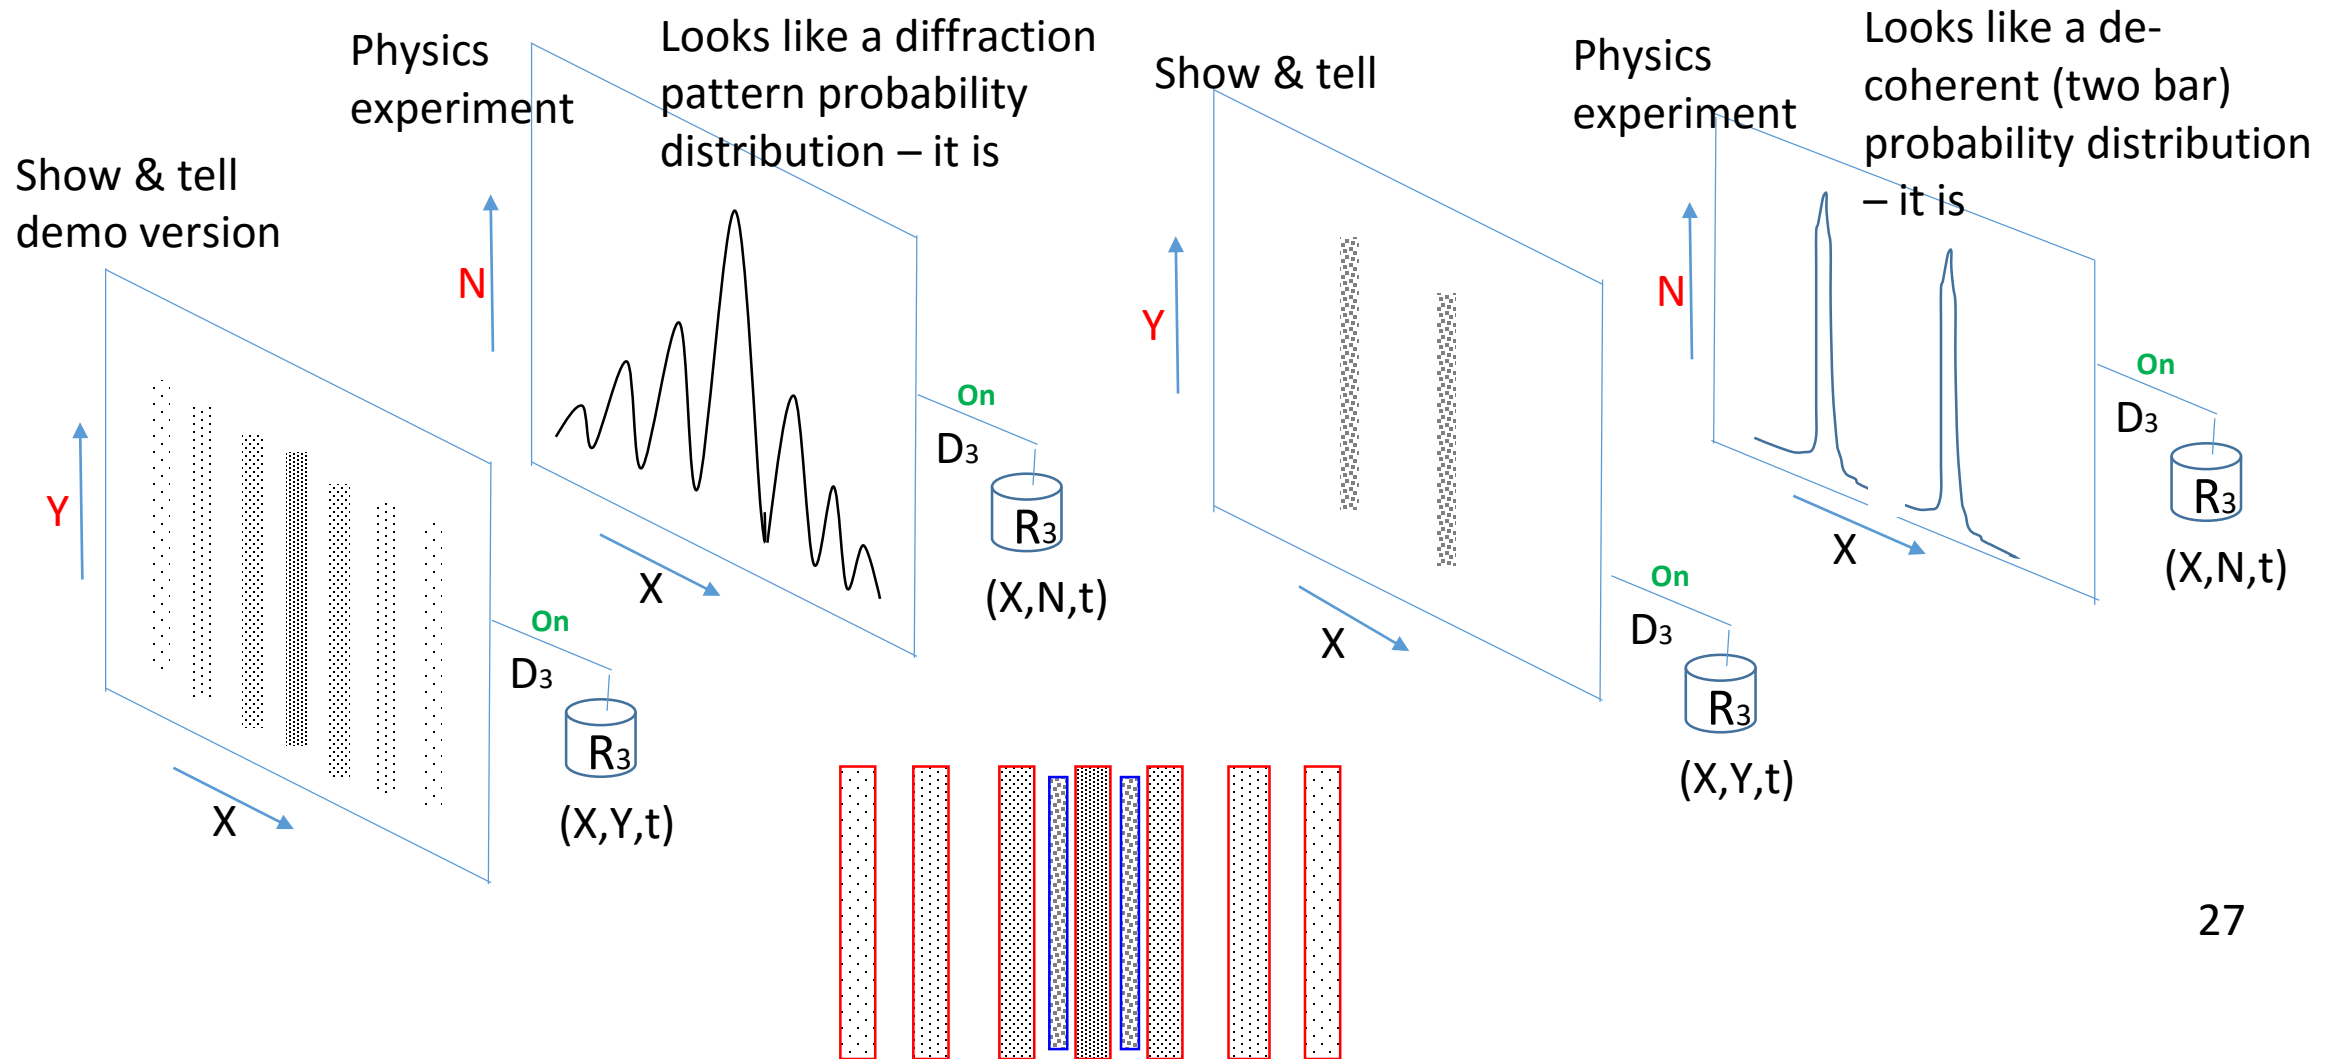 Show & tell
demo version
Y
X
On
D3
R3
(X,Y,t)
Physics
experiment
Looks like a diffraction
pattern probability
distribution – it is
N
X
On
D3
R3
(X,N,t)
Show & tell
Y
X
On
D3
R3
(X,Y,t)
Physics
experiment
Looks like a de-
coherent (two bar)
probability distribution
– it is
N
X
On
D3
R3
(X,N,t)
27